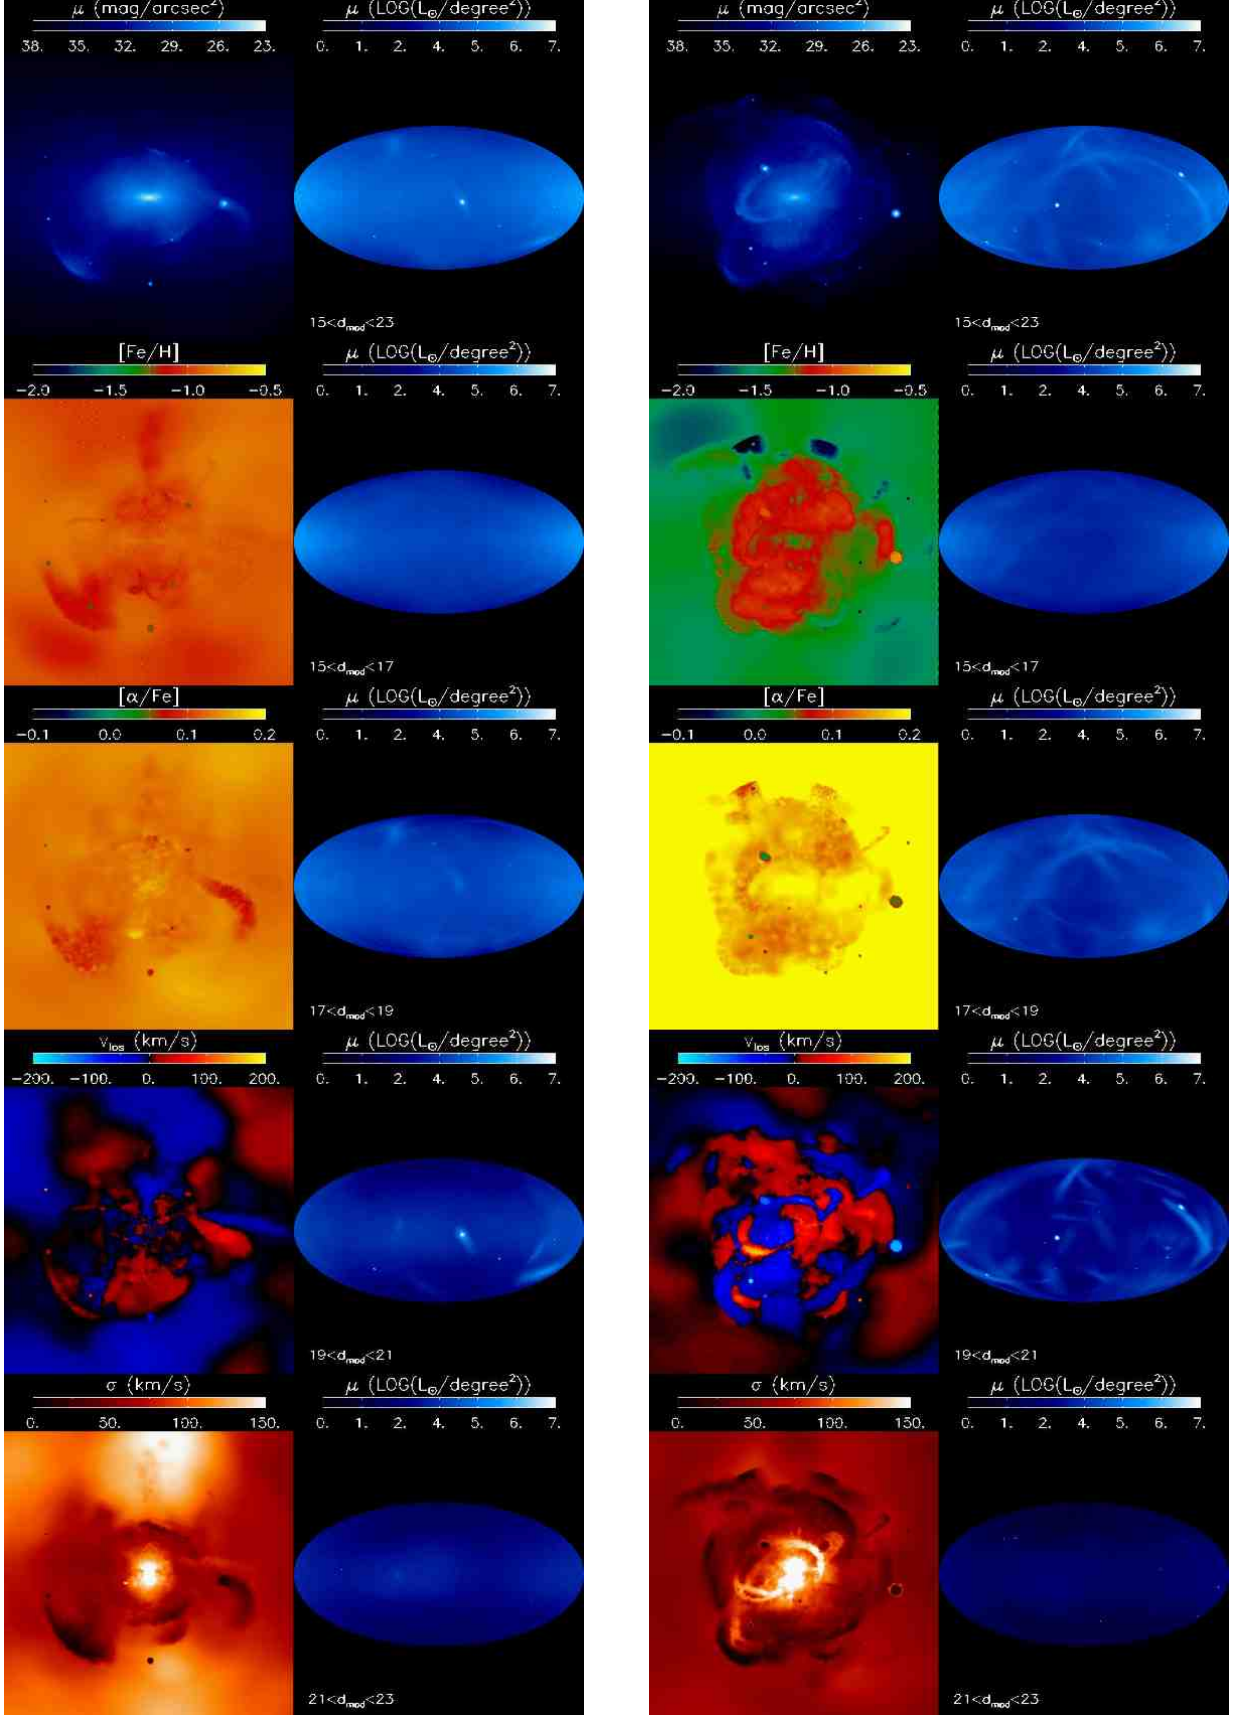 μ (mag/arcsec²) μ (LOG(L⊙/degree²)) μ (mag/arcsec²) μ (LOG(L⊙/degree²))
38. 35. 32. 29. 26. 23. 0. 1. 2. 4. 5. 6. 7. 38. 35. 32. 29. 26. 23. 0. 1. 2. 4. 5. 6. 7.
15<d_mod<23 15<d_mod<23
[Fe/H] μ (LOG(L⊙/degree²)) [Fe/H] μ (LOG(L⊙/degree²))
−2.0 −1.5 −1.0 −0.5 0. 1. 2. 4. 5. 6. 7. −2.0 −1.5 −1.0 −0.5 0. 1. 2. 4. 5. 6. 7.
15<d_mod<17 15<d_mod<17
[α/Fe] μ (LOG(L⊙/degree²)) [α/Fe] μ (LOG(L⊙/degree²))
−0.1 0.0 0.1 0.2 0. 1. 2. 4. 5. 6. 7. −0.1 0.0 0.1 0.2 0. 1. 2. 4. 5. 6. 7.
17<d_mod<19 17<d_mod<19
v_los (km/s) μ (LOG(L⊙/degree²)) v_los (km/s) μ (LOG(L⊙/degree²))
−200. −100. 0. 100. 200. 0. 1. 2. 4. 5. 6. 7. −200. −100. 0. 100. 200. 0. 1. 2. 4. 5. 6. 7.
19<d_mod<21 19<d_mod<21
σ (km/s) μ (LOG(L⊙/degree²)) σ (km/s) μ (LOG(L⊙/degree²))
0. 50. 100. 150. 0. 1. 2. 4. 5. 6. 7. 0. 50. 100. 150. 0. 1. 2. 4. 5. 6. 7.
21<d_mod<23 21<d_mod<23